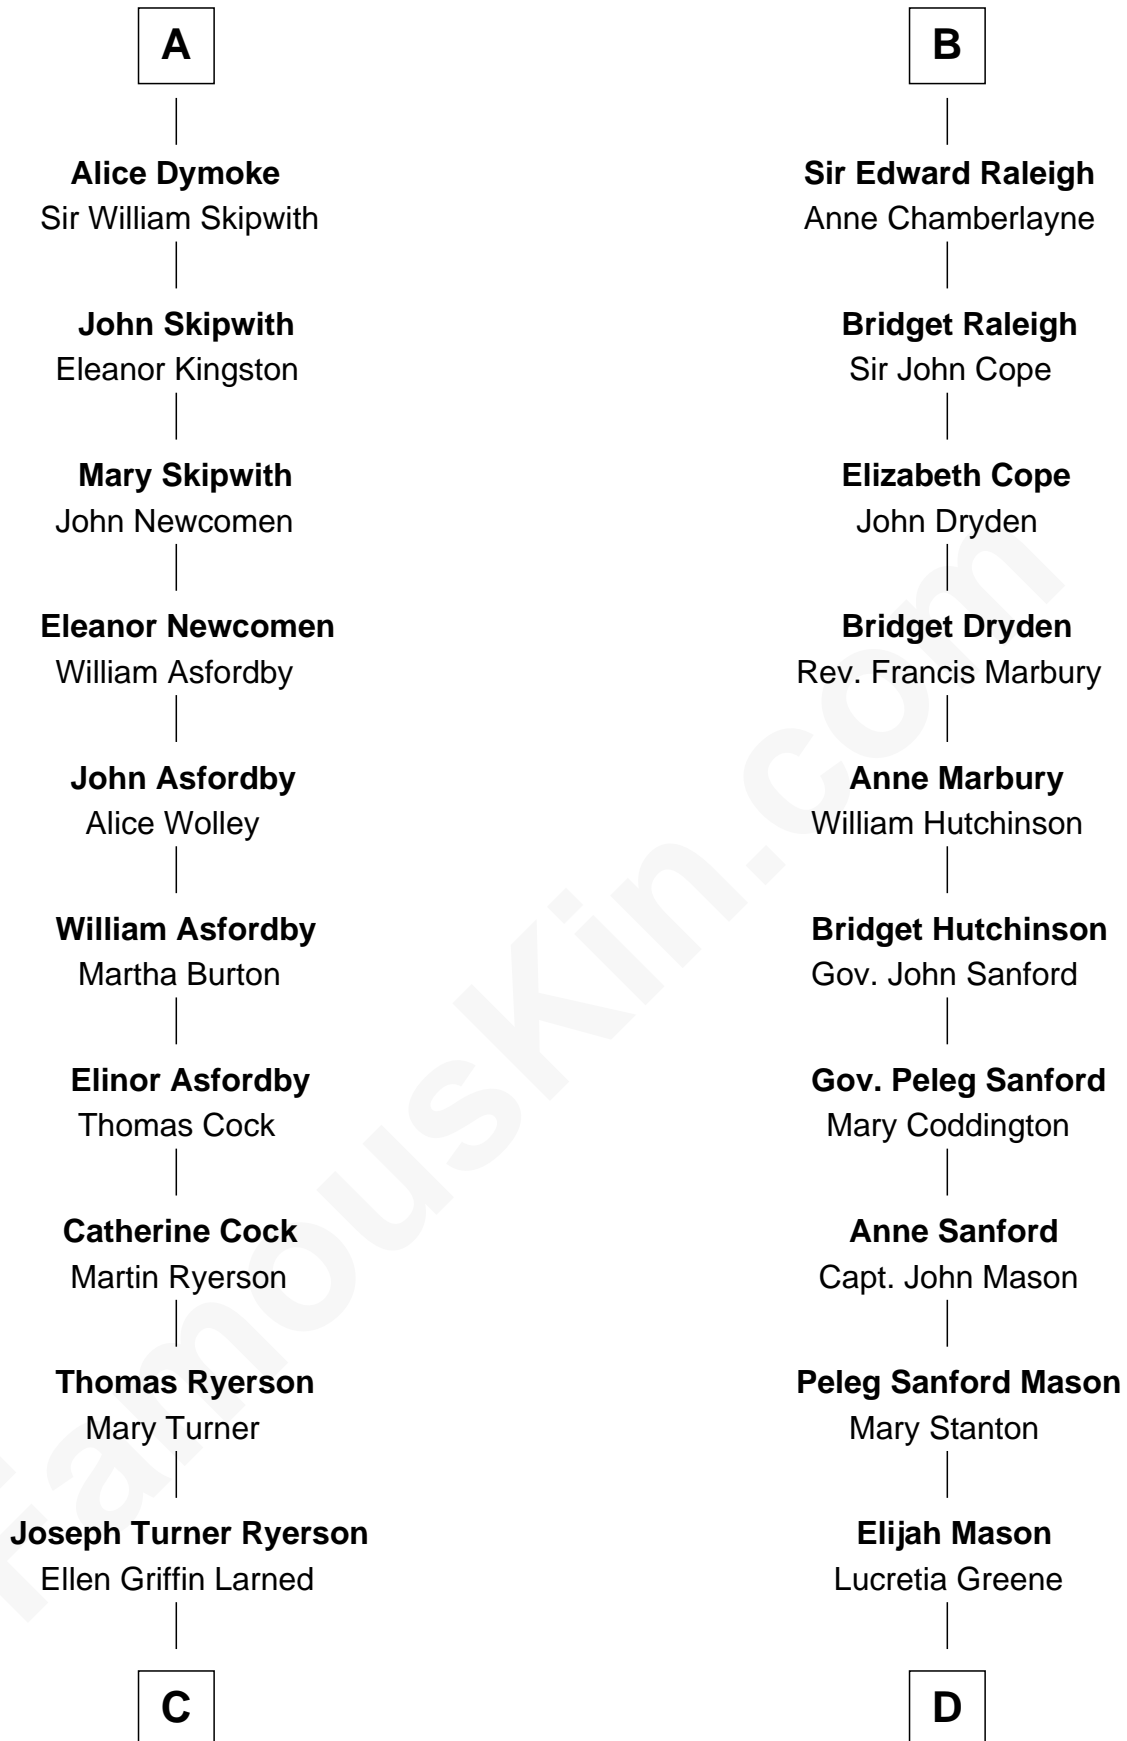 A
Alice Dymoke
Sir William Skipwith
John Skipwith
Eleanor Kingston
Mary Skipwith
John Newcomen
Eleanor Newcomen
William Asfordby
John Asfordby
Alice Wolley
William Asfordby
Martha Burton
Elinor Asfordby
Thomas Cock
Catherine Cock
Martin Ryerson
Thomas Ryerson
Mary Turner
Joseph Turner Ryerson
Ellen Griffin Larned
C
B
Sir Edward Raleigh
Anne Chamberlayne
Bridget Raleigh
Sir John Cope
Elizabeth Cope
John Dryden
Bridget Dryden
Rev. Francis Marbury
Anne Marbury
William Hutchinson
Bridget Hutchinson
Gov. John Sanford
Gov. Peleg Sanford
Mary Coddington
Anne Sanford
Capt. John Mason
Peleg Sanford Mason
Mary Stanton
Elijah Mason
Lucretia Greene
D
FamousKin.com